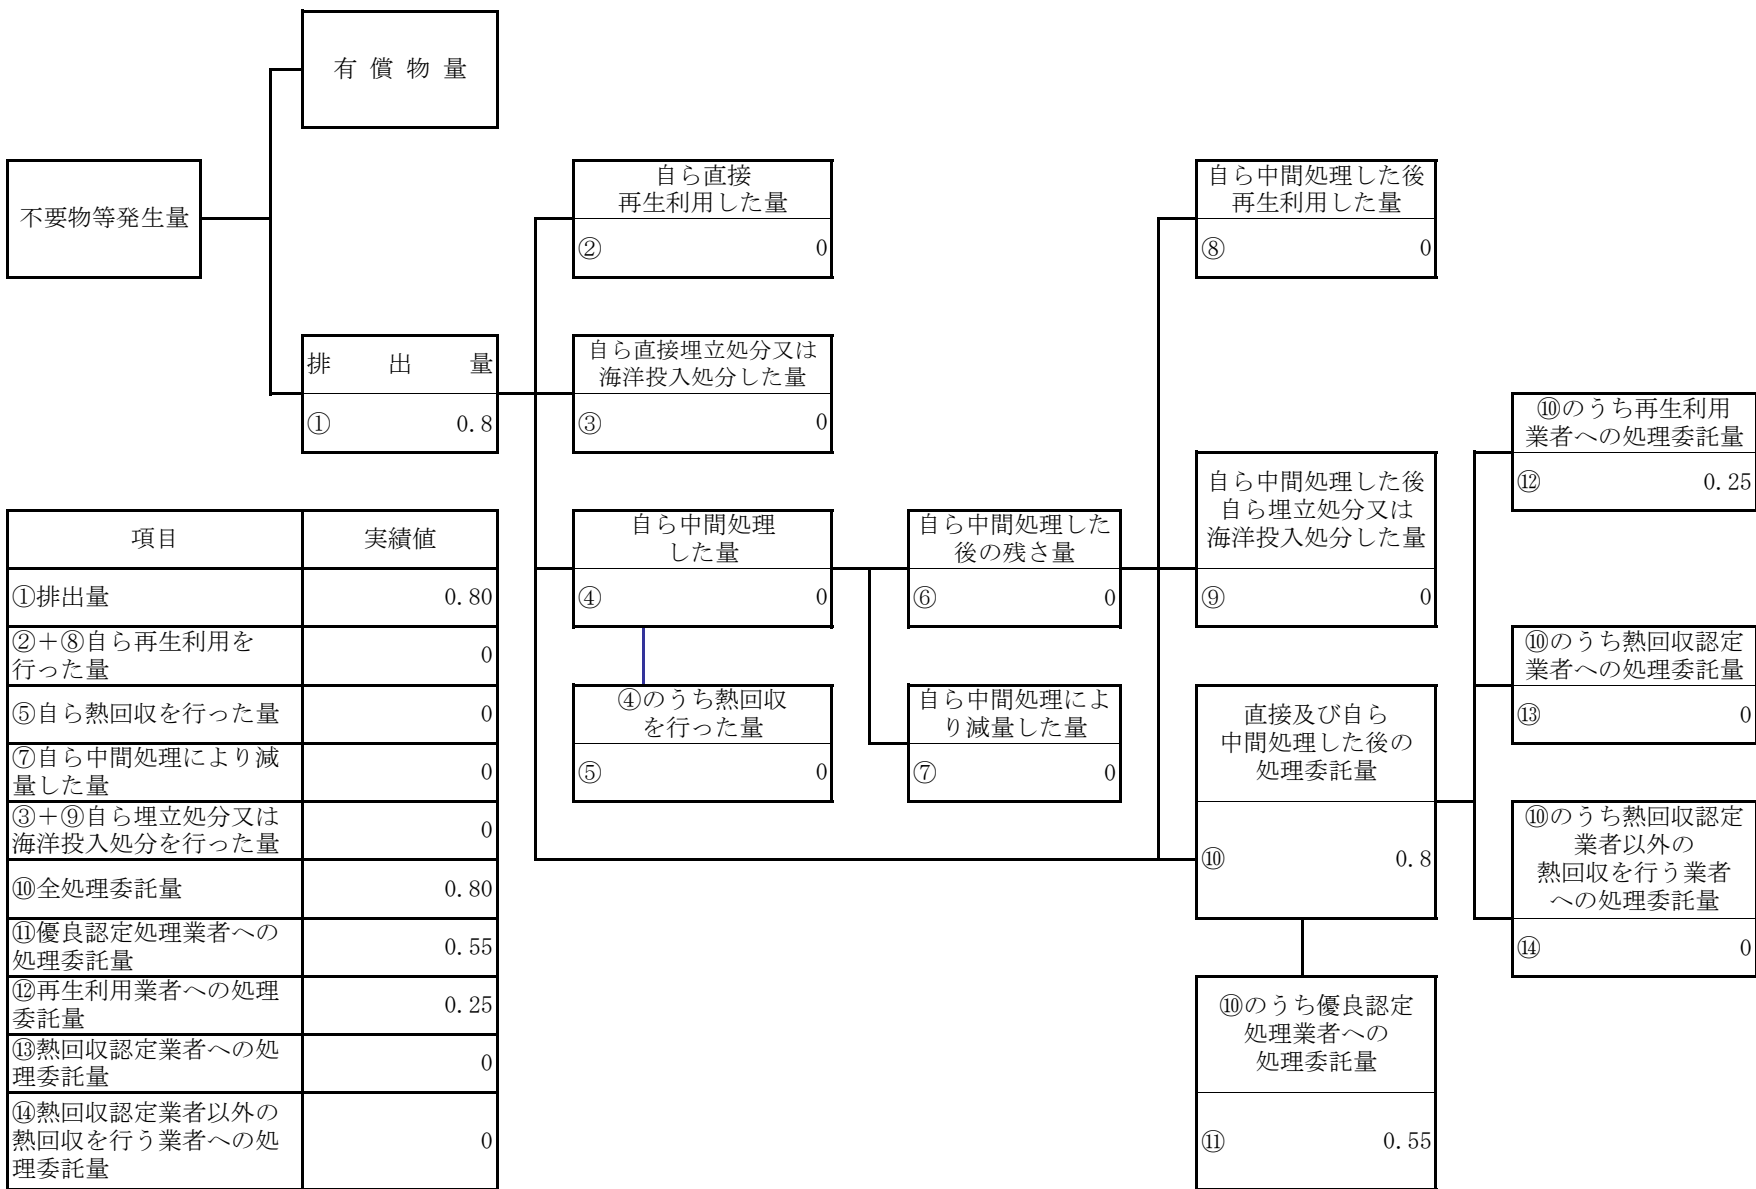 有償物量
不要物等発生量
自ら直接
再生利用した量
② 0
自ら中間処理した後
再生利用した量
⑧ 0
排出量
① 0.8
自ら直接埋立処分又は
海洋投入処分した量
③ 0
⑩のうち再生利用
業者への処理委託量
⑫ 0.25
自ら中間処理した後
自ら埋立処分又は
海洋投入処分した量
⑨ 0
自ら中間処理
した量
④ 0
自ら中間処理した
後の残さ量
⑥ 0
⑩のうち熱回収認定
業者への処理委託量
⑬ 0
④のうち熱回収
を行った量
⑤ 0
自ら中間処理によ
り減量した量
⑦ 0
直接及び自ら
中間処理した後の
処理委託量
⑩ 0.8
⑩のうち熱回収認定
業者以外の
熱回収を行う業者
への処理委託量
⑭ 0
⑩のうち優良認定
処理業者への
処理委託量
⑪ 0.55
項目 実績値
①排出量 0.80
②＋⑧自ら再生利用を
行った量 0
⑤自ら熱回収を行った量 0
⑦自ら中間処理により減
量した量 0
③＋⑨自ら埋立処分又は
海洋投入処分を行った量 0
⑩全処理委託量 0.80
⑪優良認定処理業者への
処理委託量 0.55
⑫再生利用業者への処理
委託量 0.25
⑬熱回収認定業者への処
理委託量 0
⑭熱回収認定業者以外の
熱回収を行う業者への処
理委託量 0